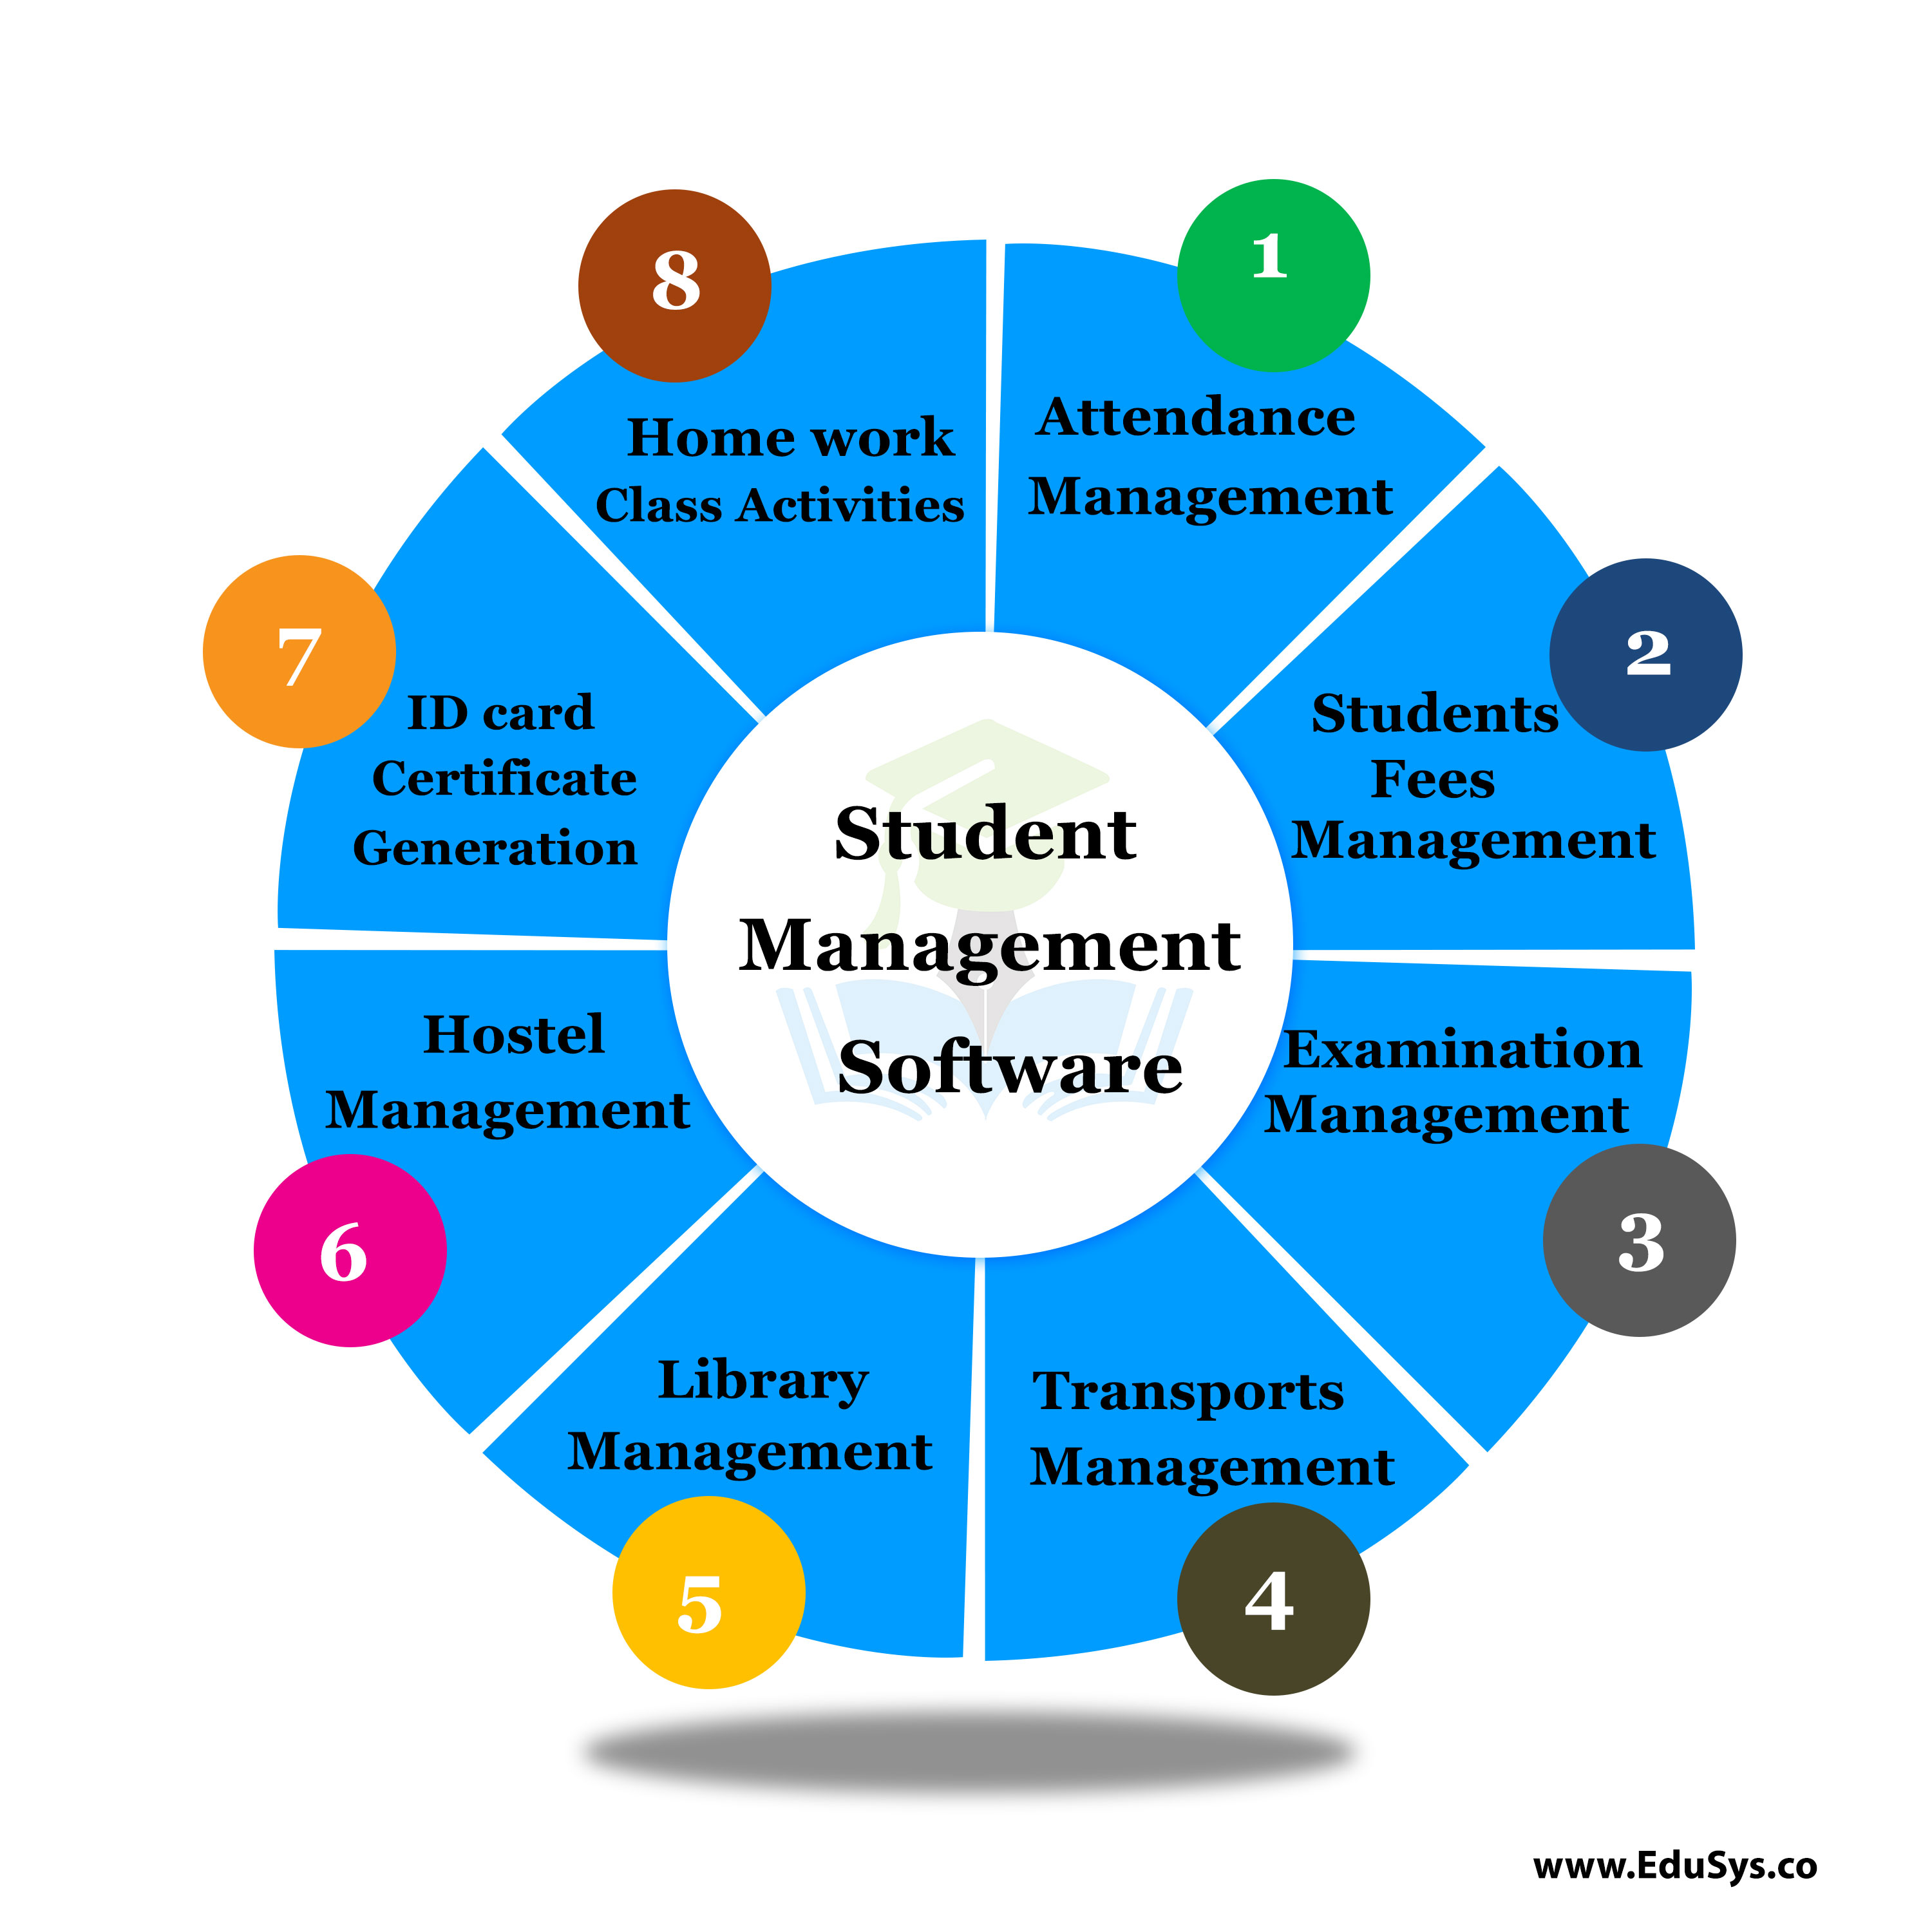 Student
Management
Software
1
Attendance
Management
2
Students
Fees
Management
3
Examination
Management
4
Transports
Management
5
Library
Management
6
Hostel
Management
7
ID card
Certificate
Generation
8
Home work
Class Activities
www.EduSys.co